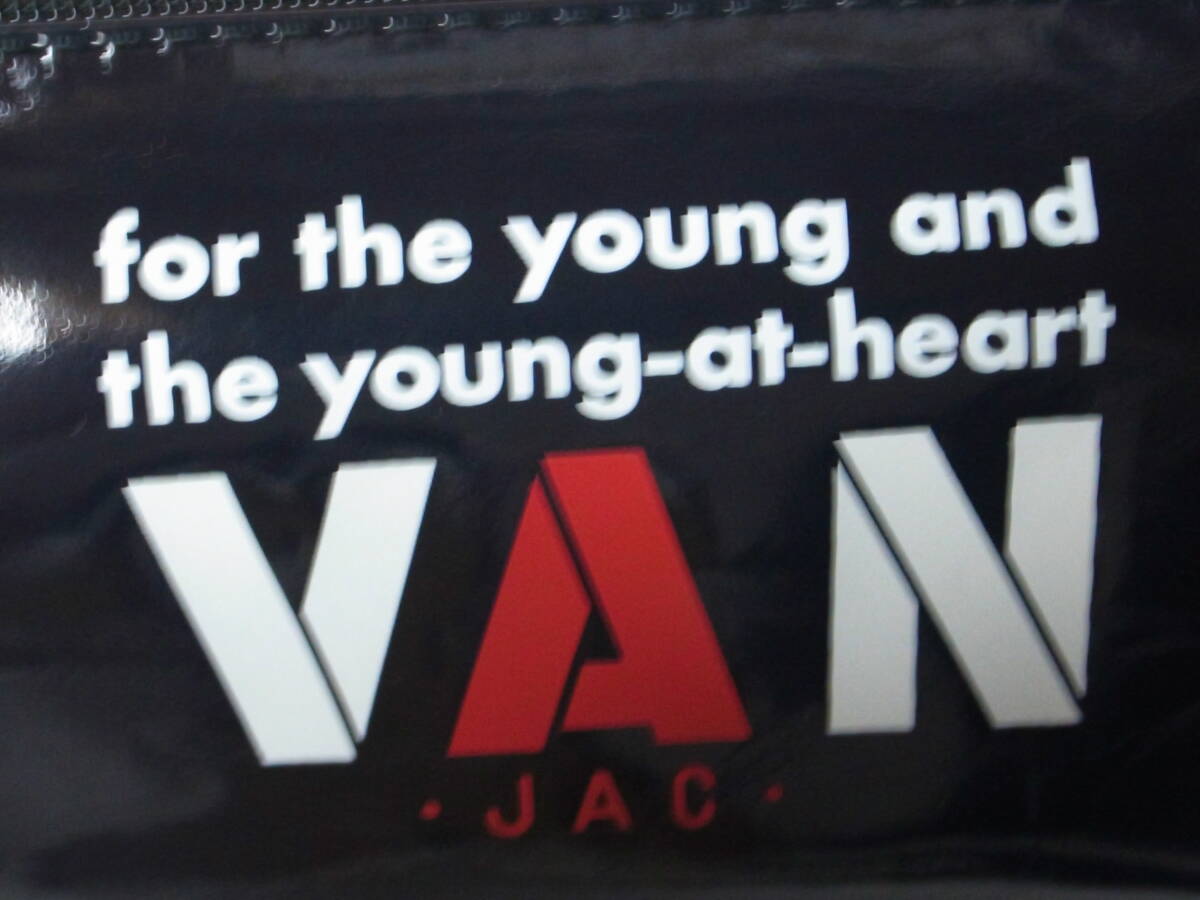 for the young and
the young-at-heart
VAN
· JAC ·